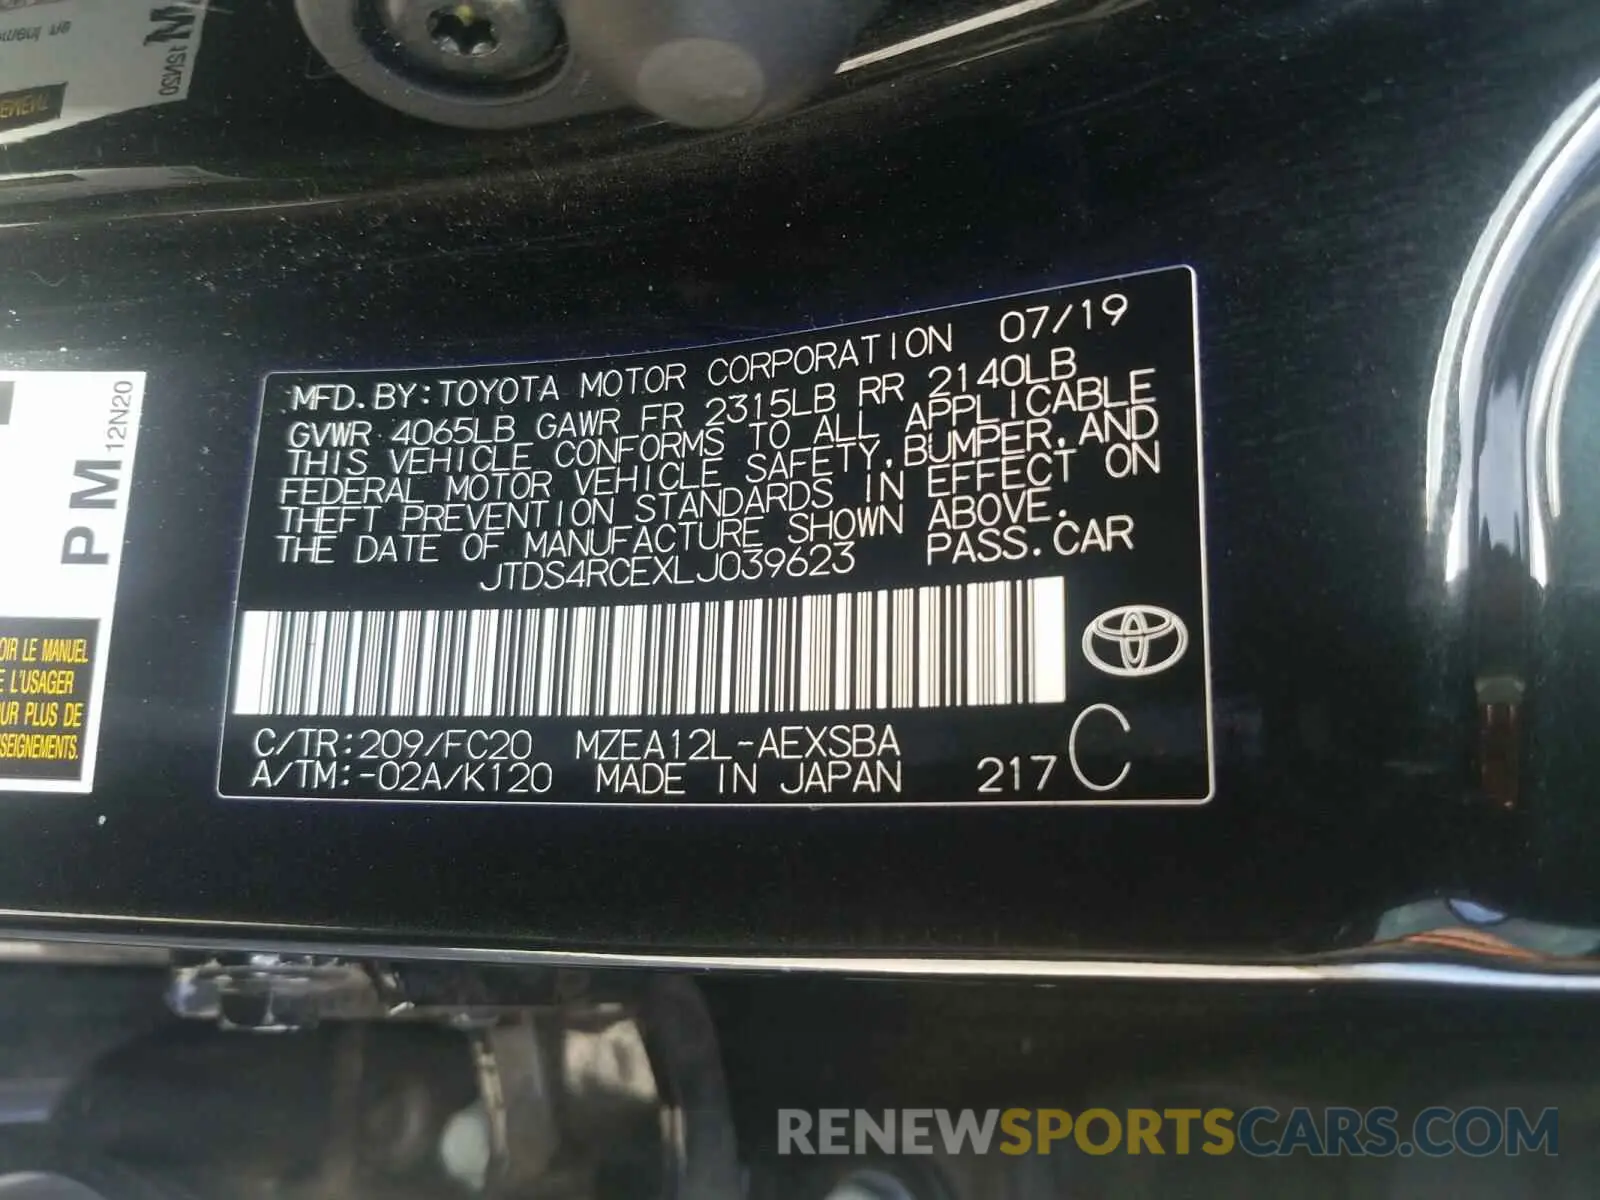 MFD. BY: TOYOTA MOTOR CORPORATION 07/19
GVWR 4065LB GAWR FR 2315LB RR 2140LB
THIS VEHICLE CONFORMS TO ALL APPLICABLE
FEDERAL MOTOR VEHICLE SAFETY, BUMPER, AND
THEFT PREVENTION STANDARDS IN EFFECT ON
THE DATE OF MANUFACTURE SHOWN ABOVE.
JTDS4RCEXLJ039623 PASS. CAR
C/TR: 209/FC20 MZEA12L-AEXSBA
A/TM: -02A/K120 MADE IN JAPAN 217 C
PM 12N20
OIR LE MANUEL
E L'USAGER
UR PLUS DE
SEIGNEMENTS.
RENEWSPORTSCARS.COM